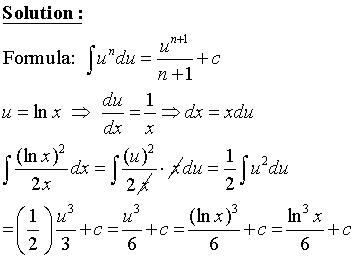 Solution :
Formula: ∫uⁿdu = uⁿ⁺¹/(n+1) + c
u = ln x ⇒ du/dx = 1/x ⇒ dx = xdu
∫(ln x)²/(2x) dx = ∫(u)²/(2x̸) · x̸du = 1/2 ∫u²du
= (1/2) u³/3 + c = u³/6 + c = (ln x)³/6 + c = ln³ x/6 + c